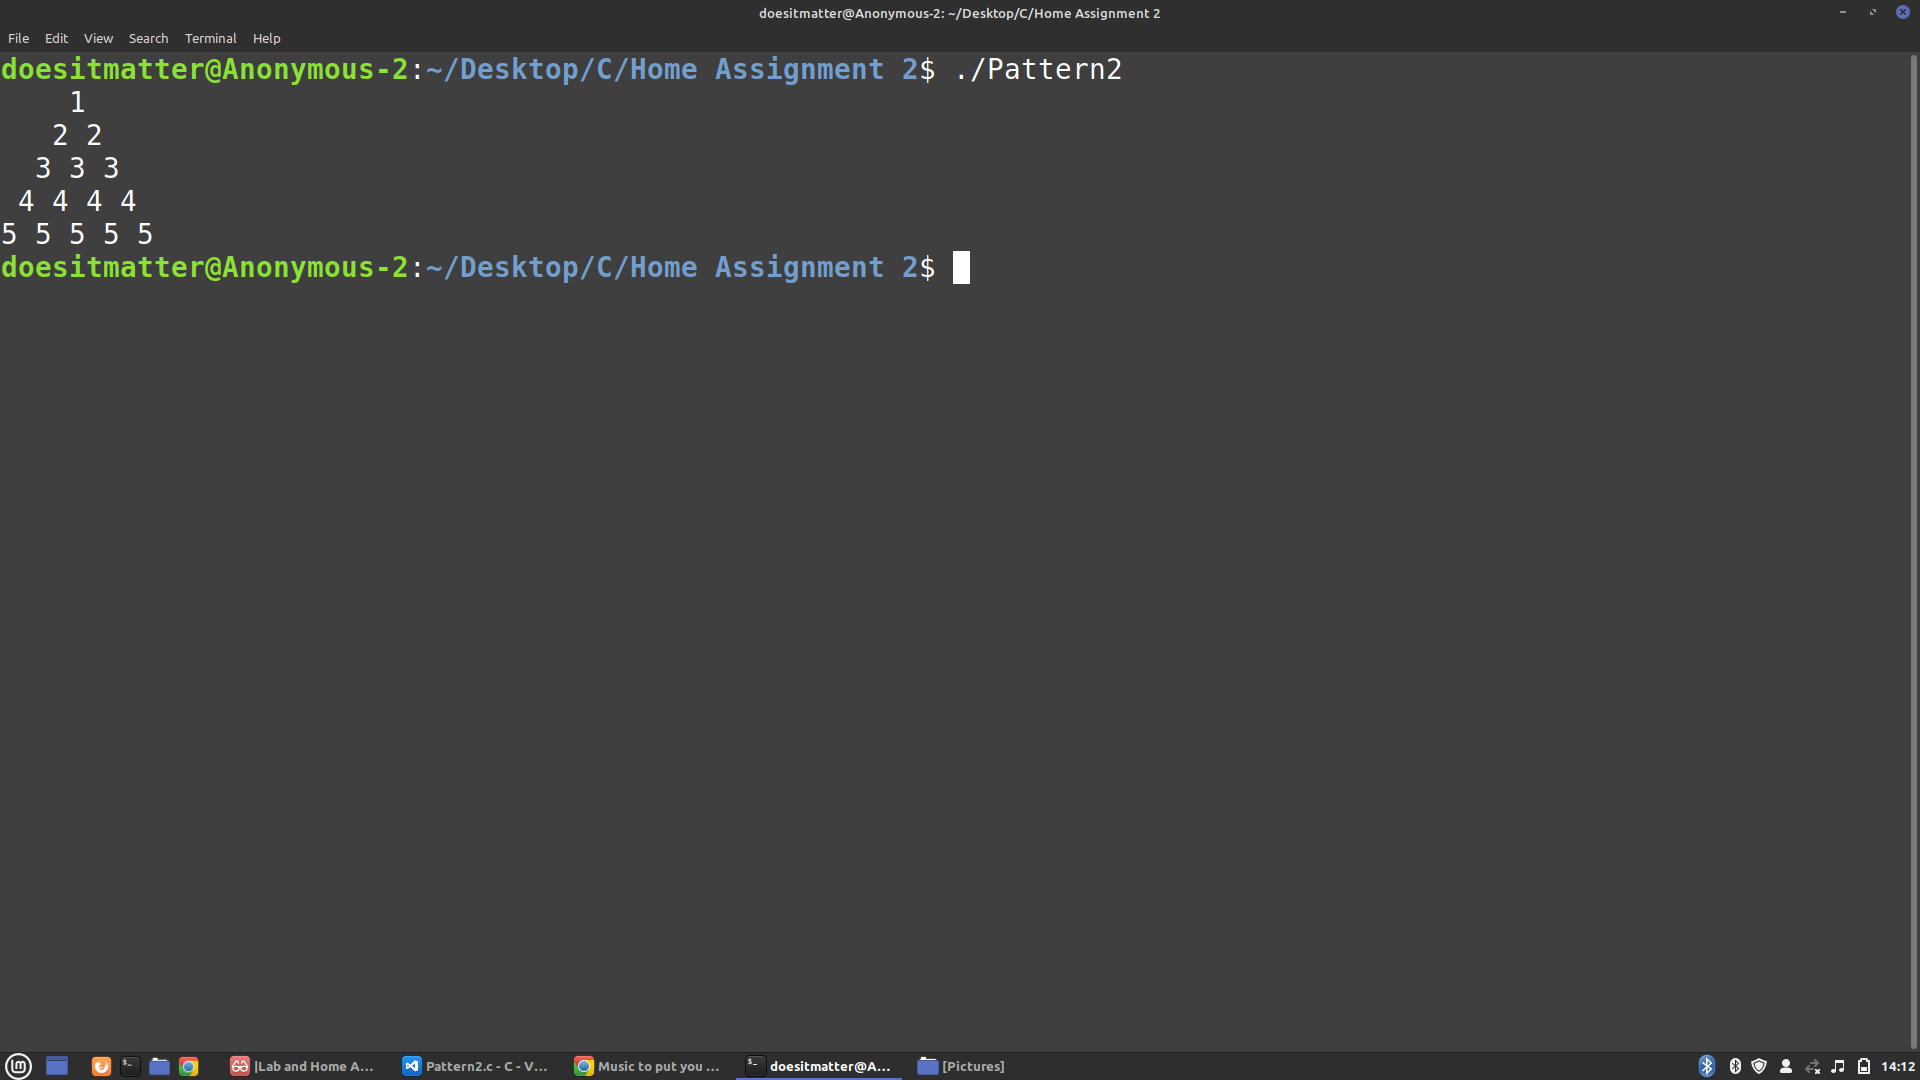 doesitmatter@Anonymous-2: ~/Desktop/C/Home Assignment 2
File Edit View Search Terminal Help
doesitmatter@Anonymous-2:~/Desktop/C/Home Assignment 2$ ./Pattern2
    1
   2 2
  3 3 3
 4 4 4 4
5 5 5 5 5
doesitmatter@Anonymous-2:~/Desktop/C/Home Assignment 2$
|Lab and Home A... Pattern2.c - C - V... Music to put you ... doesitmatter@A... [Pictures] 14:12